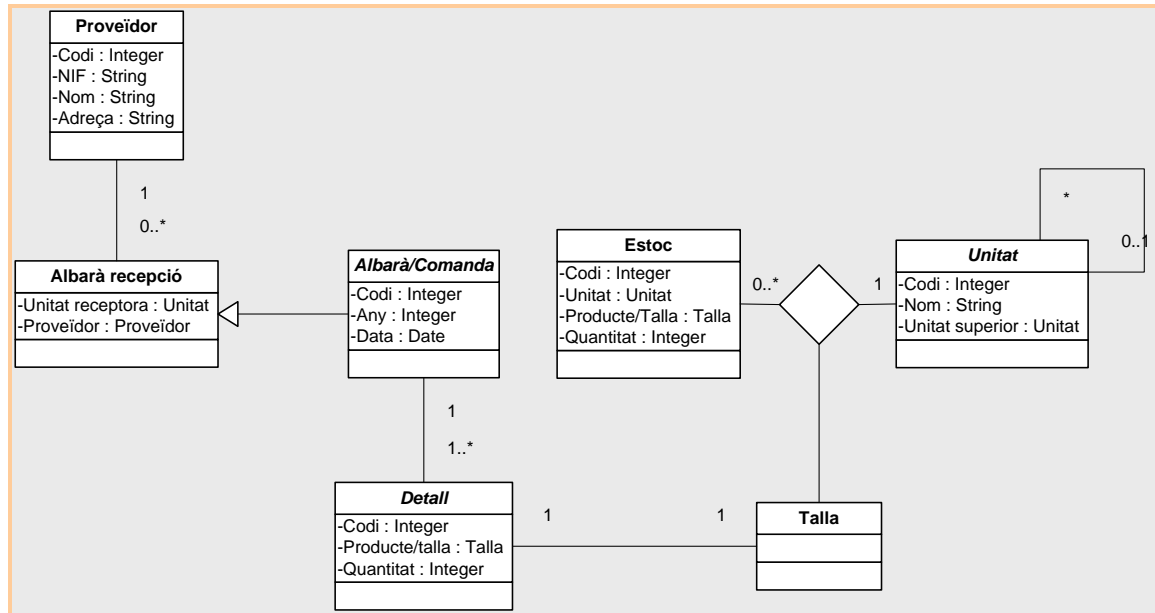 Proveïdor
-Codi : Integer
-NIF : String
-Nom : String
-Adreça : String
1
0..*
Albarà recepció
-Unitat receptora : Unitat
-Proveïdor : Proveïdor
Albarà/Comanda
-Codi : Integer
-Any : Integer
-Data : Date
1
1..*
Detall
-Codi : Integer
-Producte/talla : Talla
-Quantitat : Integer
1
1
Talla
Estoc
-Codi : Integer
-Unitat : Unitat
-Producte/Talla : Talla
-Quantitat : Integer
0..*
1
Unitat
-Codi : Integer
-Nom : String
-Unitat superior : Unitat
*
0..1